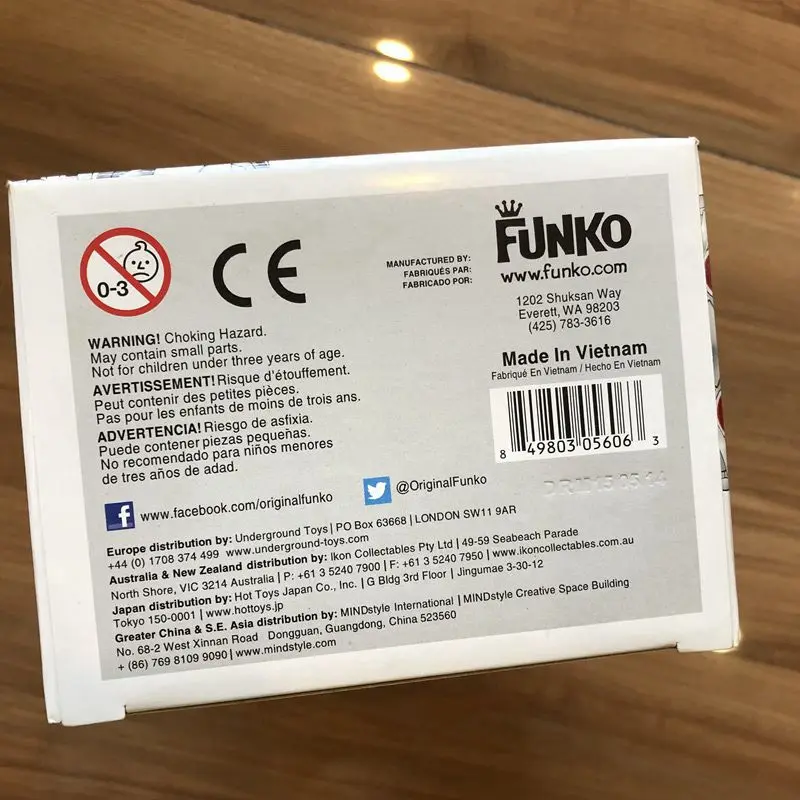 0-3
CE
MANUFACTURED BY:
FABRIQUÉS PAR:
FABRICADO POR:
FUNKO
www.funko.com
1202 Shuksan Way
Everett, WA 98203
(425) 783-3616
Made In Vietnam
Fabriqué En Vietnam / Hecho En Vietnam
8 49803 05606 3
WARNING! Choking Hazard.
May contain small parts.
Not for children under three years of age.
AVERTISSEMENT! Risque d'étouffement.
Peut contenir des petites pièces.
Pas pour les enfants de moins de trois ans.
ADVERTENCIA! Riesgo de asfixia.
Puede contener piezas pequeñas.
No recomendado para niños menores
de tres años de adad.
f www.facebook.com/originalfunko
@OriginalFunko
Europe distribution by: Underground Toys | PO Box 63668 | LONDON SW11 9AR
+44 (0) 1708 374 499 www.underground-toys.com
Australia & New Zealand distribution by: Ikon Collectables Pty Ltd | 49-59 Seabeach Parade
North Shore, VIC 3214 Australia | P: +61 3 5240 7900 | F: +61 3 5240 7950 | www.ikoncollectables.com.au
Japan distribution by: Hot Toys Japan Co., Inc. | G Bldg 3rd Floor | Jingumae 3-30-12
Tokyo 150-0001 | www.hottoys.jp
Greater China & S.E. Asia distribution by: MINDstyle International | MINDstyle Creative Space Building
No. 68-2 West Xinnan Road Dongguan, Guangdong, China 523560
+ (86) 769 8109 9090 | www.mindstyle.com